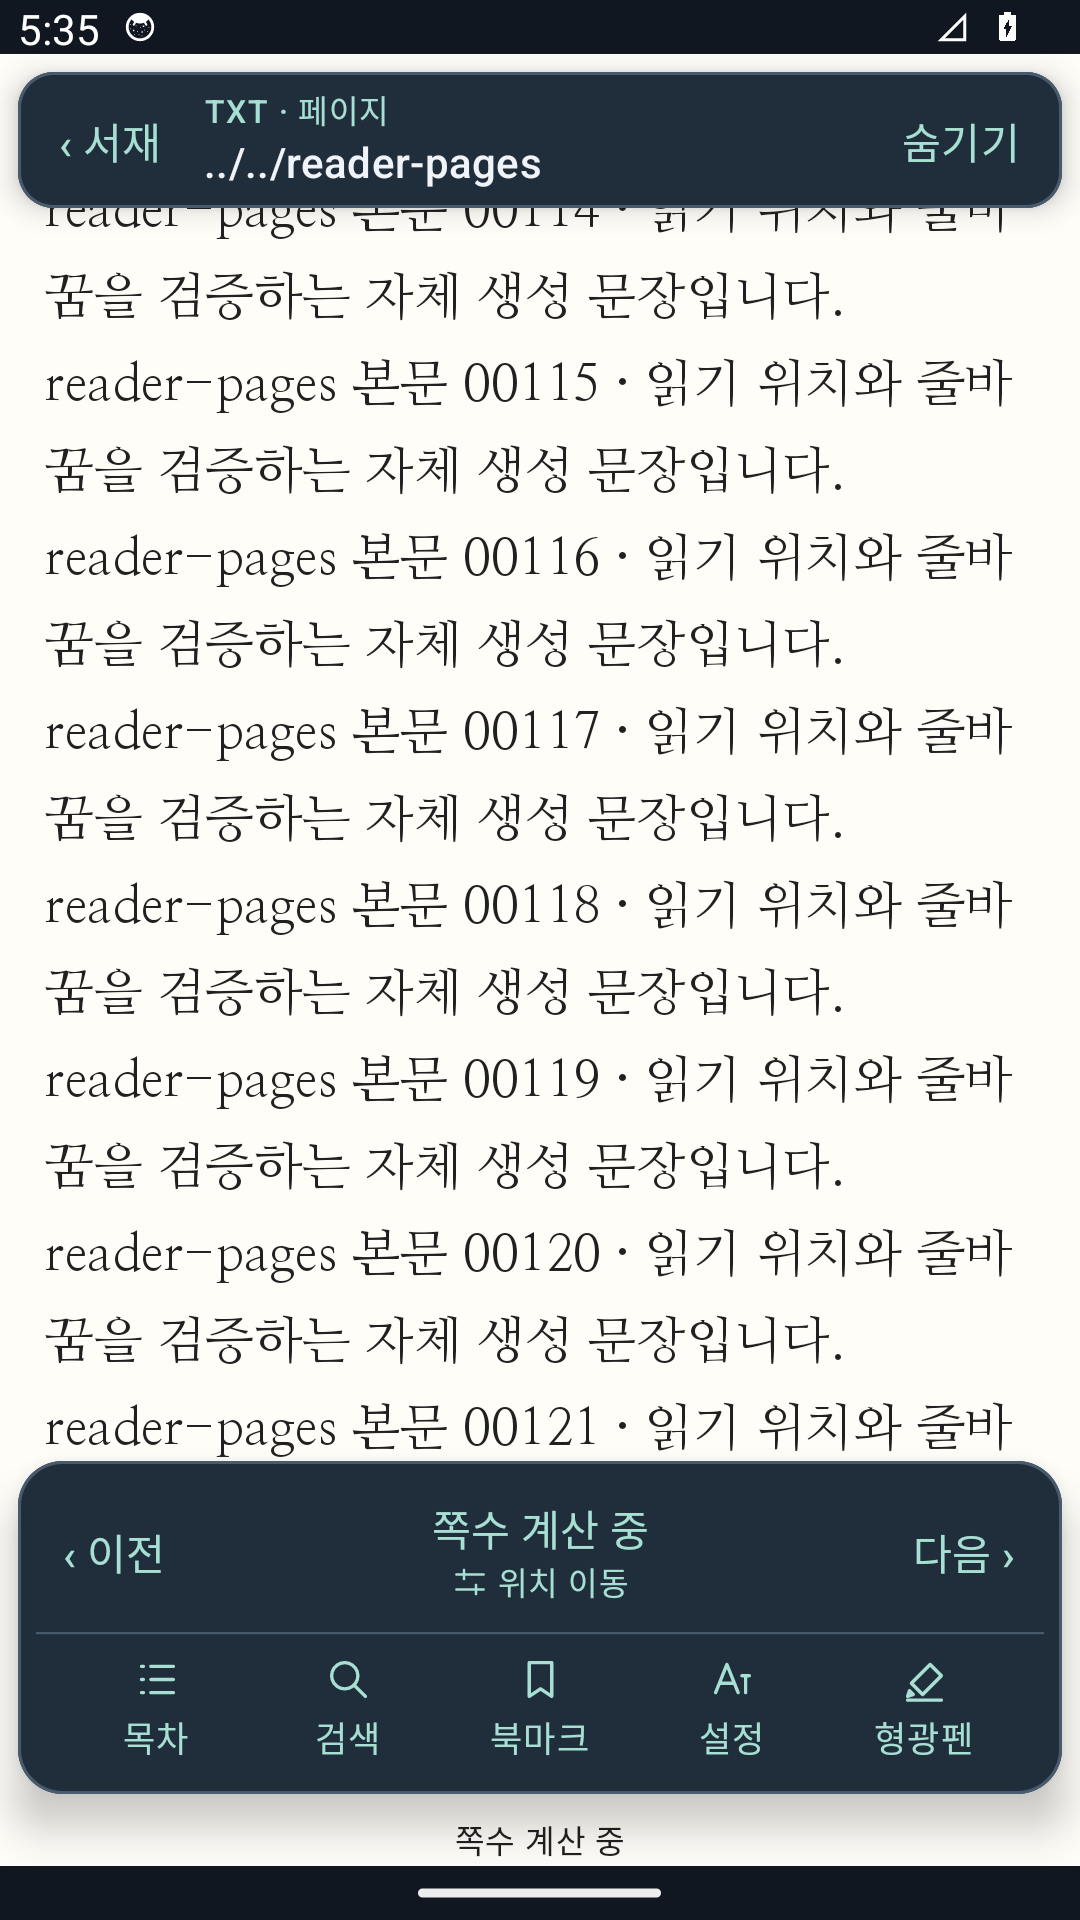 5:35
TXT · 페이지
‹ 서재
../../reader-pages
숨기기
reader-pages 본문 00114 · 읽기 위치와 줄바
꿈을 검증하는 자체 생성 문장입니다.
reader-pages 본문 00115 · 읽기 위치와 줄바
꿈을 검증하는 자체 생성 문장입니다.
reader-pages 본문 00116 · 읽기 위치와 줄바
꿈을 검증하는 자체 생성 문장입니다.
reader-pages 본문 00117 · 읽기 위치와 줄바
꿈을 검증하는 자체 생성 문장입니다.
reader-pages 본문 00118 · 읽기 위치와 줄바
꿈을 검증하는 자체 생성 문장입니다.
reader-pages 본문 00119 · 읽기 위치와 줄바
꿈을 검증하는 자체 생성 문장입니다.
reader-pages 본문 00120 · 읽기 위치와 줄바
꿈을 검증하는 자체 생성 문장입니다.
reader-pages 본문 00121 · 읽기 위치와 줄바
‹ 이전
쪽수 계산 중
위치 이동
다음 ›
목차
검색
북마크
설정
형광펜
쪽수 계산 중